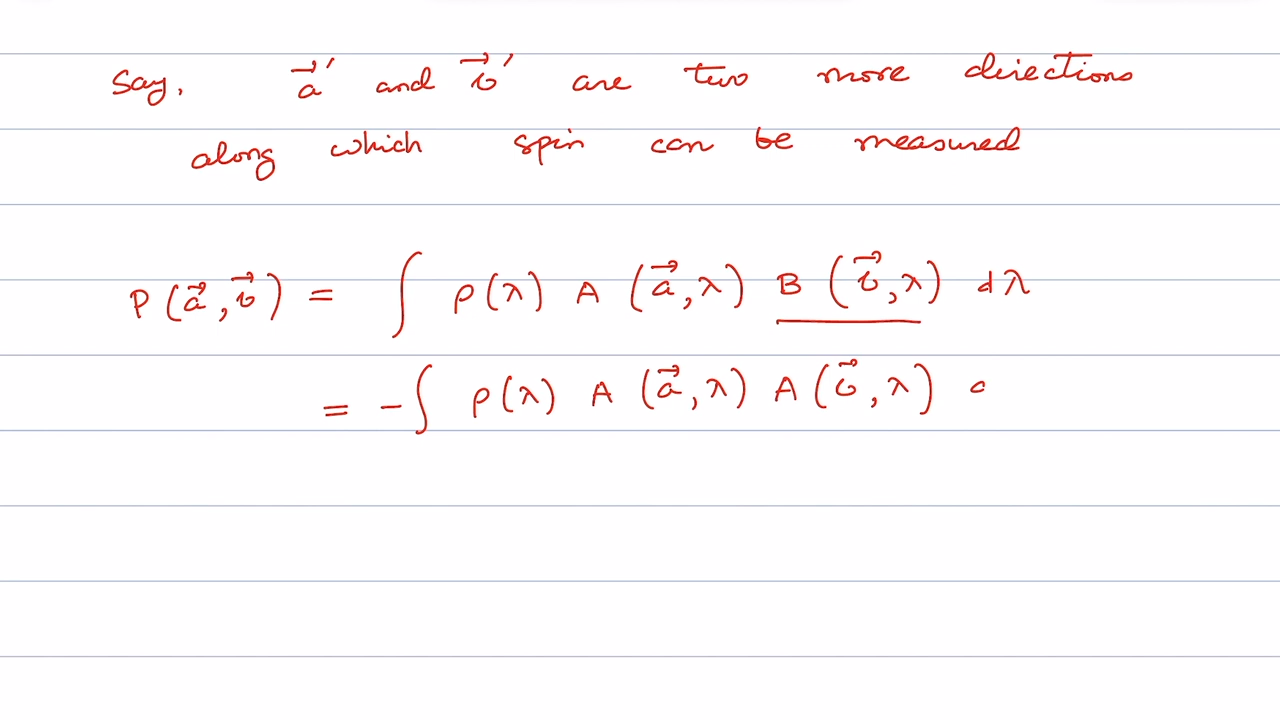 Say, a⃗′ and b⃗′ are two more directions
along which spin can be measured
P(a⃗, b⃗) = ∫ ρ(λ) A (a⃗, λ) B (b⃗, λ) dλ
= -∫ ρ(λ) A (a⃗, λ) A (b⃗, λ)